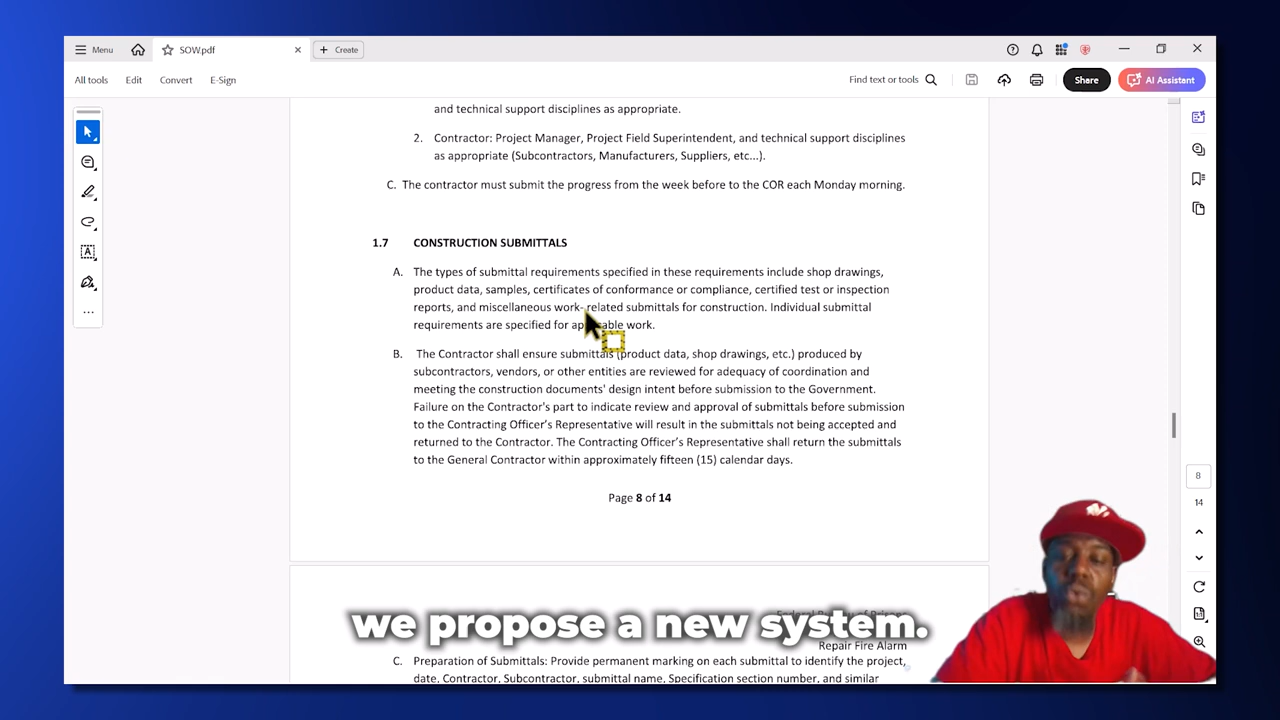 Menu
SOW.pdf
Create
All tools
Edit
Convert
E-Sign
Find text or tools
Share
AI Assistant
and technical support disciplines as appropriate.
2. Contractor: Project Manager, Project Field Superintendent, and technical support disciplines
as appropriate (Subcontractors, Manufacturers, Suppliers, etc...).
C. The contractor must submit the progress from the week before to the COR each Monday morning.
1.7 CONSTRUCTION SUBMITTALS
A. The types of submittal requirements specified in these requirements include shop drawings,
product data, samples, certificates of conformance or compliance, certified test or inspection
reports, and miscellaneous work- related submittals for construction. Individual submittal
requirements are specified for applicable work.
B. The Contractor shall ensure submittals (product data, shop drawings, etc.) produced by
subcontractors, vendors, or other entities are reviewed for adequacy of coordination and
meeting the construction documents' design intent before submission to the Government.
Failure on the Contractor's part to indicate review and approval of submittals before submission
to the Contracting Officer's Representative will result in the submittals not being accepted and
returned to the Contractor. The Contracting Officer's Representative shall return the submittals
to the General Contractor within approximately fifteen (15) calendar days.
Page 8 of 14
8
14
we propose a new system.
Repair Fire Alarm
C. Preparation of Submittals: Provide permanent marking on each submittal to identify the project,
date, Contractor, Subcontractor, submittal name, Specification section number, and similar